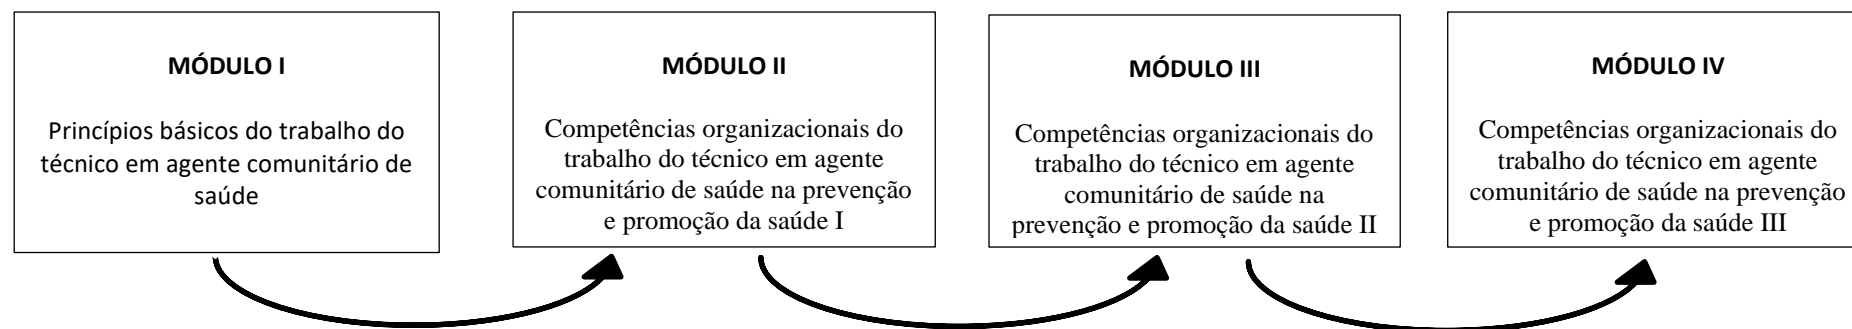 MÓDULO I
Princípios básicos do trabalho do
técnico em agente comunitário de
saúde
MÓDULO II
Competências organizacionais do
trabalho do técnico em agente
comunitário de saúde na prevenção
e promoção da saúde I
MÓDULO III
Competências organizacionais do
trabalho do técnico em agente
comunitário de saúde na
prevenção e promoção da saúde II
MÓDULO IV
Competências organizacionais do
trabalho do técnico em agente
comunitário de saúde na prevenção
e promoção da saúde III